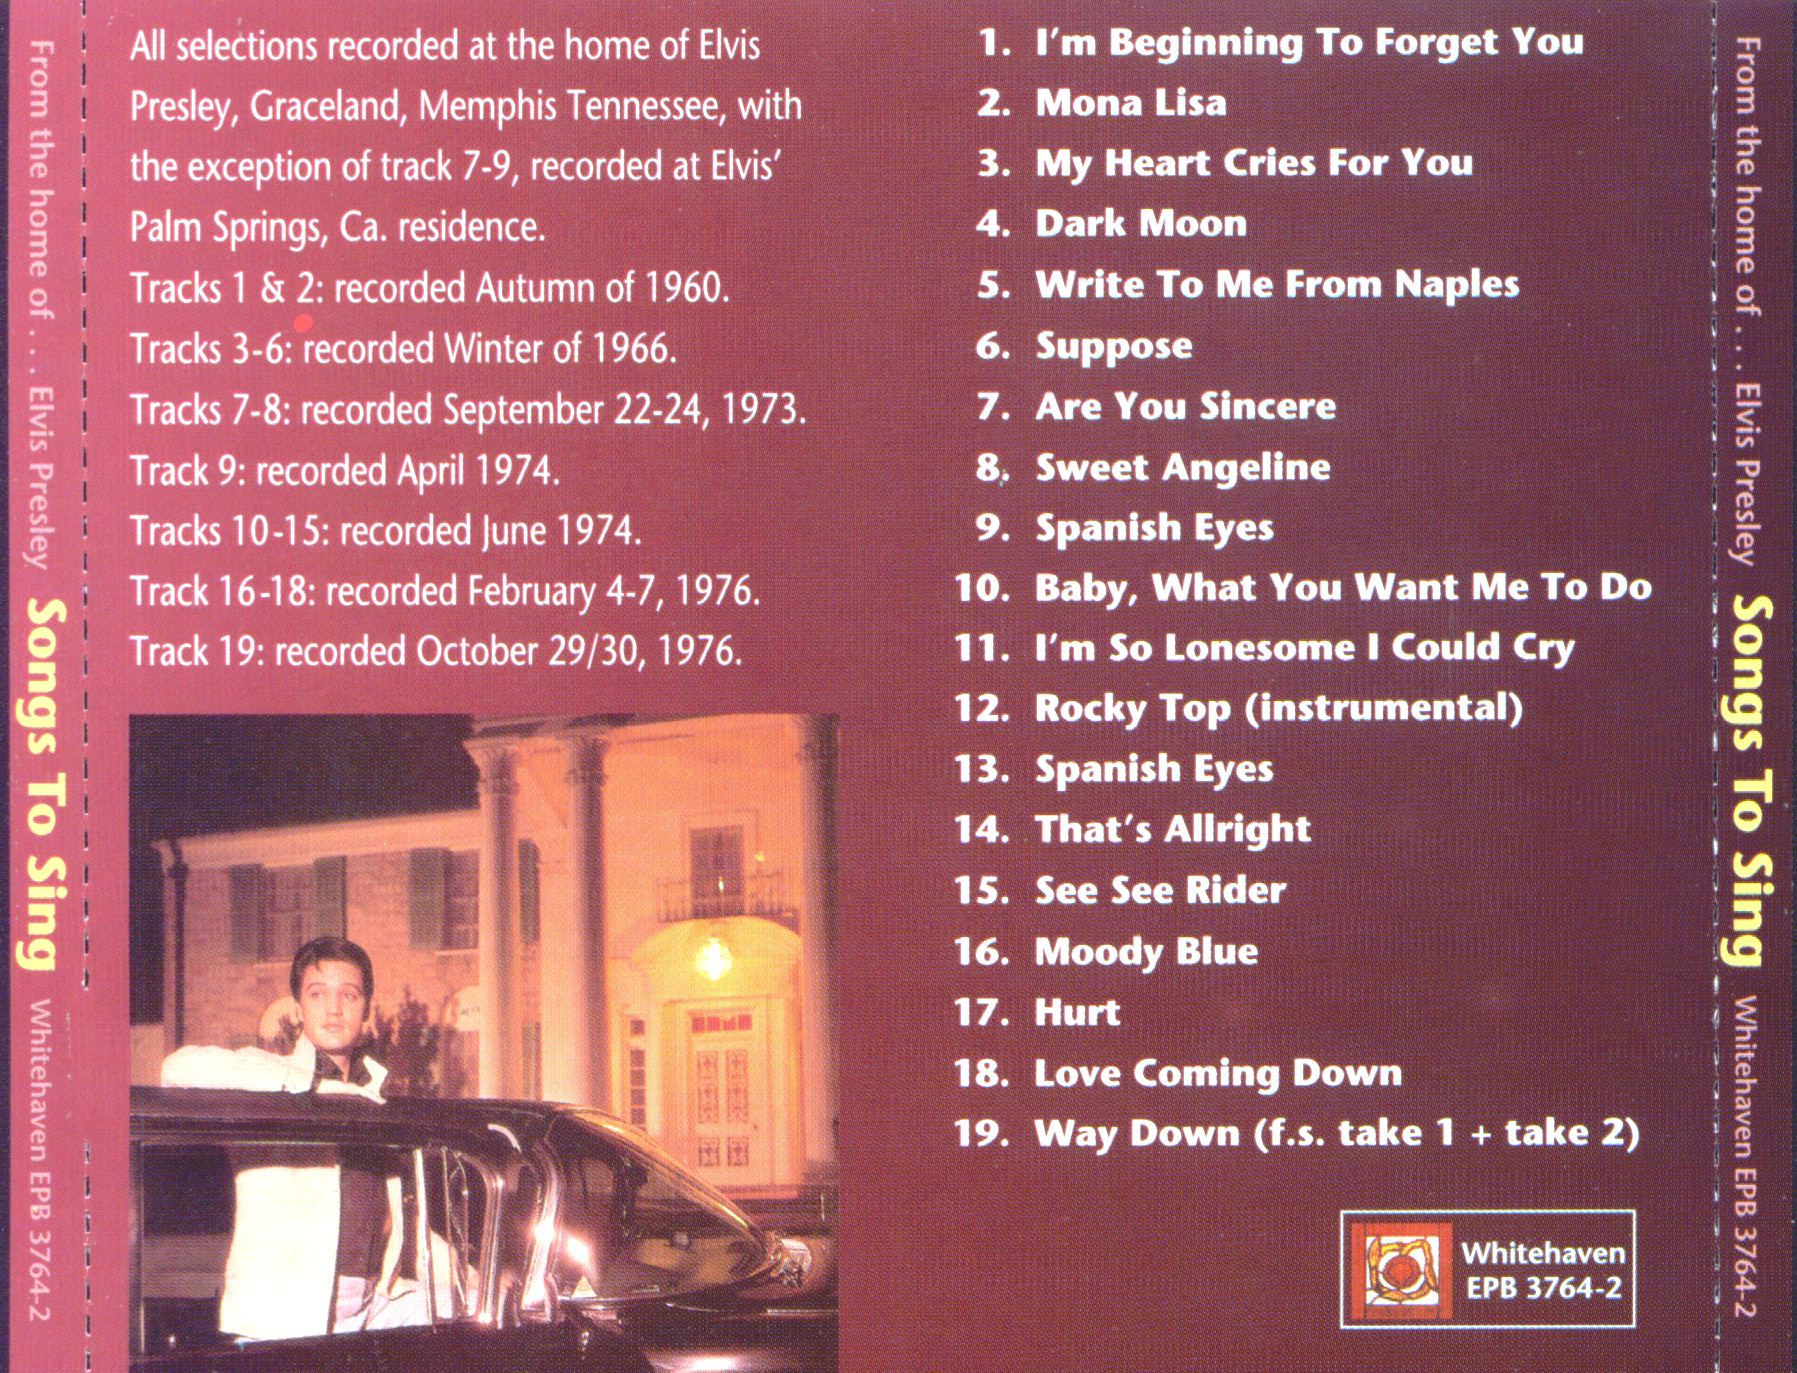 From the home of . . . Elvis Presley Songs To Sing Whitehaven EPB 3764-2
All selections recorded at the home of Elvis
Presley, Graceland, Memphis Tennessee, with
the exception of track 7-9, recorded at Elvis’
Palm Springs, Ca. residence.
Tracks 1 & 2: recorded Autumn of 1960.
Tracks 3-6: recorded Winter of 1966.
Tracks 7-8: recorded September 22-24, 1973.
Track 9: recorded April 1974.
Tracks 10-15: recorded June 1974.
Track 16-18: recorded February 4-7, 1976.
Track 19: recorded October 29/30, 1976.
1. I’m Beginning To Forget You
2. Mona Lisa
3. My Heart Cries For You
4. Dark Moon
5. Write To Me From Naples
6. Suppose
7. Are You Sincere
8. Sweet Angeline
9. Spanish Eyes
10. Baby, What You Want Me To Do
11. I’m So Lonesome I Could Cry
12. Rocky Top (instrumental)
13. Spanish Eyes
14. That’s Allright
15. See See Rider
16. Moody Blue
17. Hurt
18. Love Coming Down
19. Way Down (f.s. take 1 + take 2)
Whitehaven
EPB 3764-2
From the home of . . . Elvis Presley Songs To Sing Whitehaven EPB 3764-2